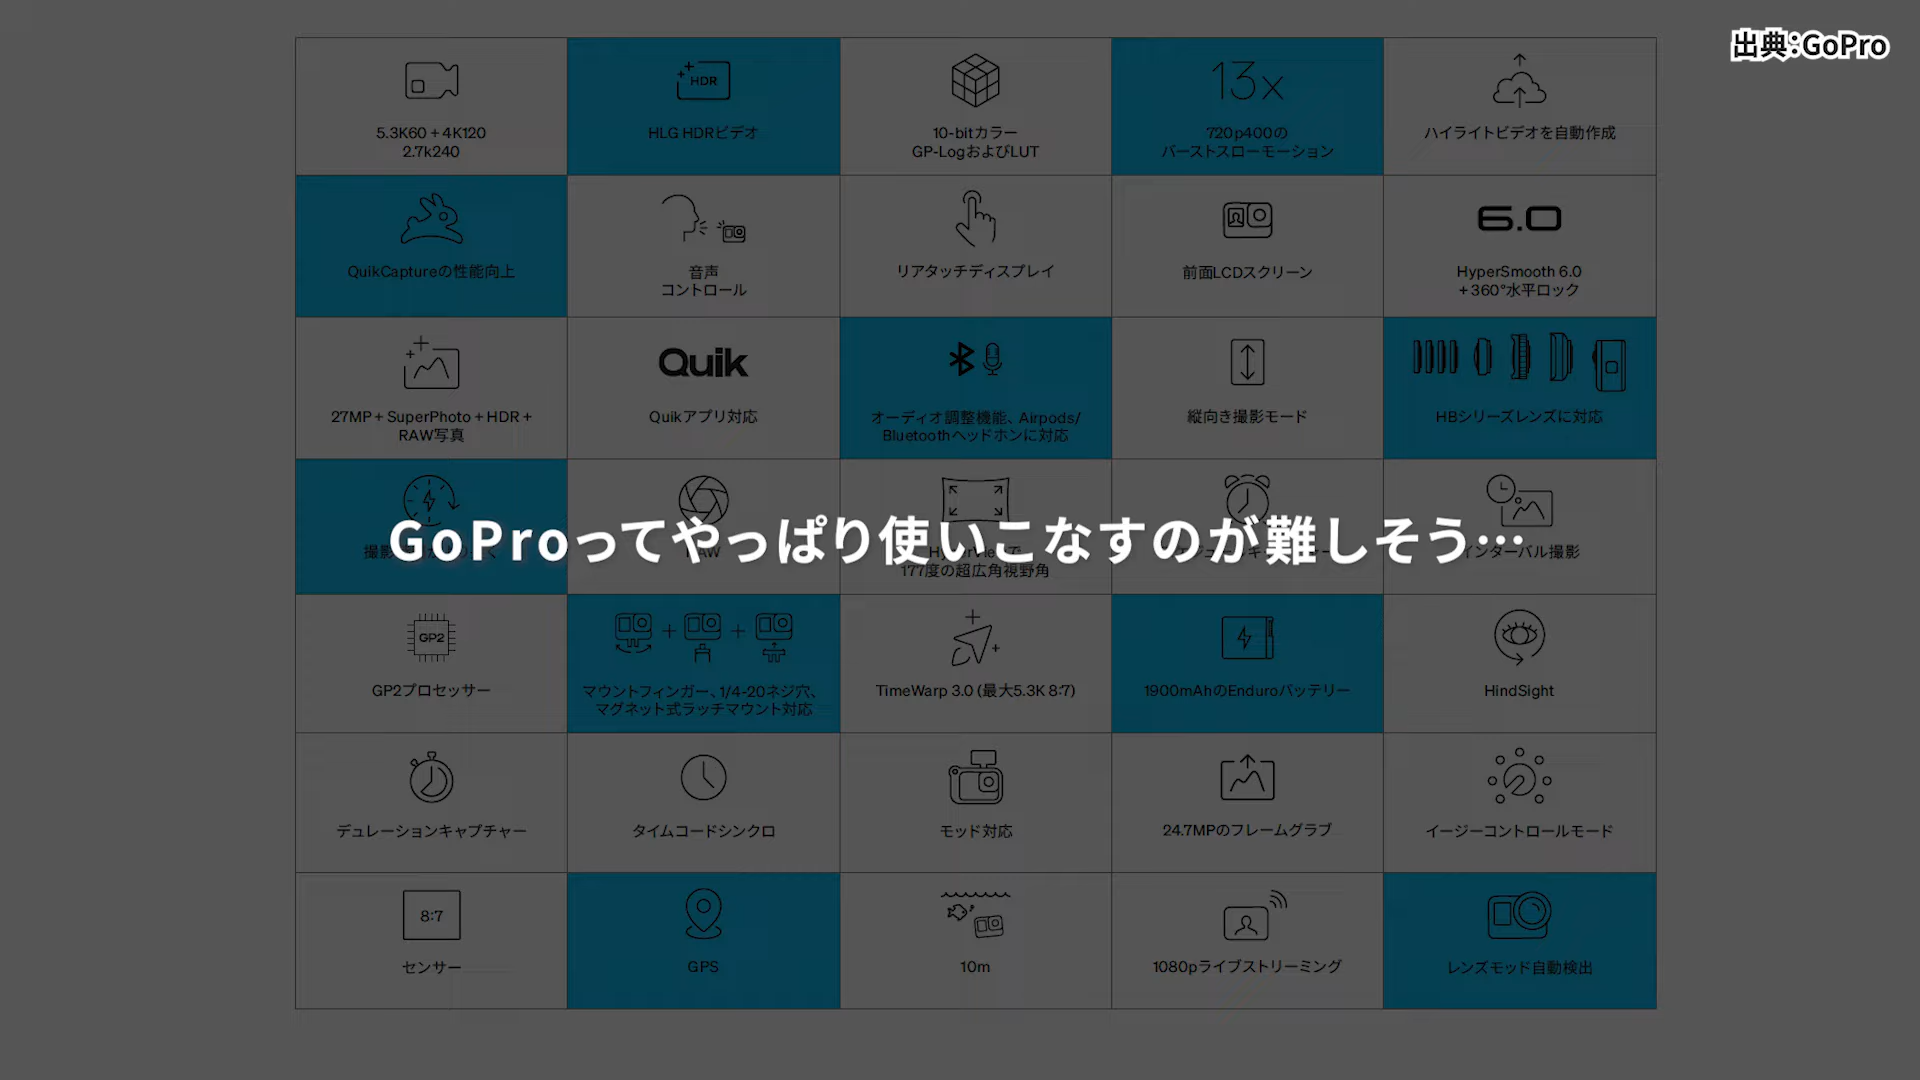 出典:GoPro
5.3K60 + 4K120
2.7k240
HDR
HLG HDRビデオ
10-bitカラー
GP-LogおよびLUT
13x
720p400の
バーストスローモーション
ハイライトビデオを自動作成
QuikCaptureの性能向上
音声
コントロール
リアタッチディスプレイ
前面LCDスクリーン
6.0
HyperSmooth 6.0
+ 360°水平ロック
27MP + SuperPhoto + HDR +
RAW写真
Quik
Quikアプリ対応
オーディオ調整機能、Airpods/
Bluetoothヘッドホンに対応
縦向き撮影モード
HBシリーズレンズに対応
GoProってやっぱり使いこなすのが難しそう…
撮影
RAW
177度の超広角視野角
インターバル撮影
GP2
GP2プロセッサー
マウントフィンガー、1/4-20ネジ穴、
マグネット式ラッチマウント対応
TimeWarp 3.0 (最大5.3K 8:7)
1900mAhのEnduroバッテリー
HindSight
デュレーションキャプチャー
タイムコードシンクロ
モッド対応
24.7MPのフレームグラブ
イージーコントロールモード
8:7
センサー
GPS
10m
1080pライブストリーミング
レンズモッド自動検出